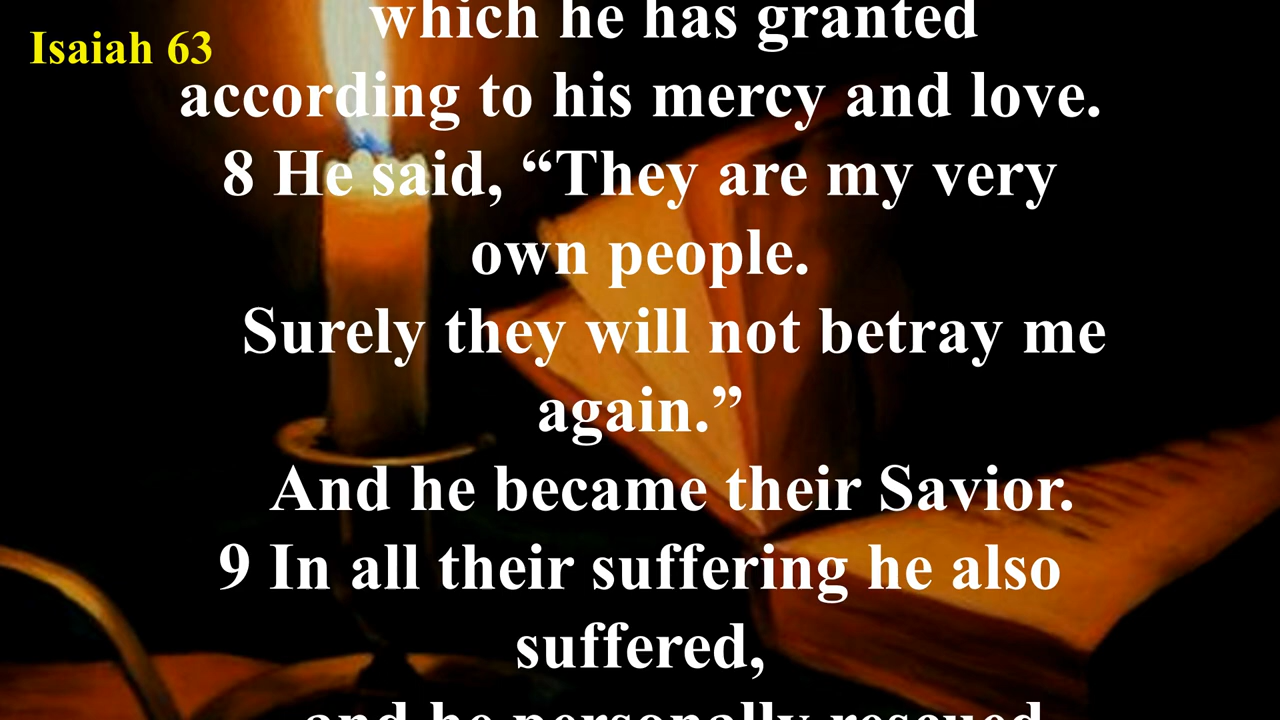 Isaiah 63
which he has granted
according to his mercy and love.
8 He said, “They are my very
own people.
Surely they will not betray me
again.”
And he became their Savior.
9 In all their suffering he also
suffered,
and he personally rescued